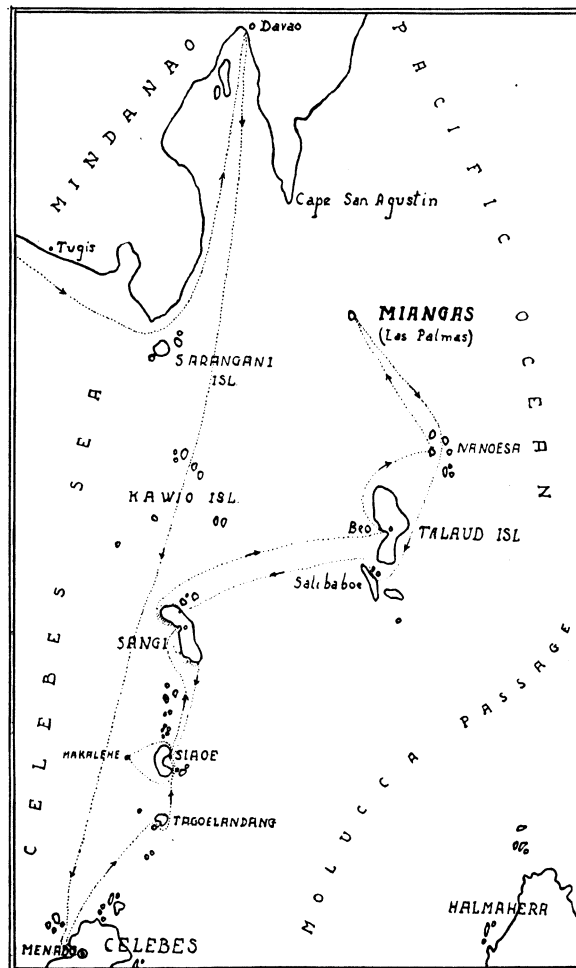 Davao
MINDANAO
PACIFIC OCEAN
Cape San Agustin
Tugis
MIANGAS
(Las Palmas)
SARANGANI
ISL.
NANOESA
KAWIO ISL.
Beo
TALAUD ISL
Salibaboe
SANGI
CELEBES SEA
MOLUCCA PASSAGE
MAKALEHE
SIAOE
TAGOELANDANG
HALMAHERA
MENADO
CELEBES